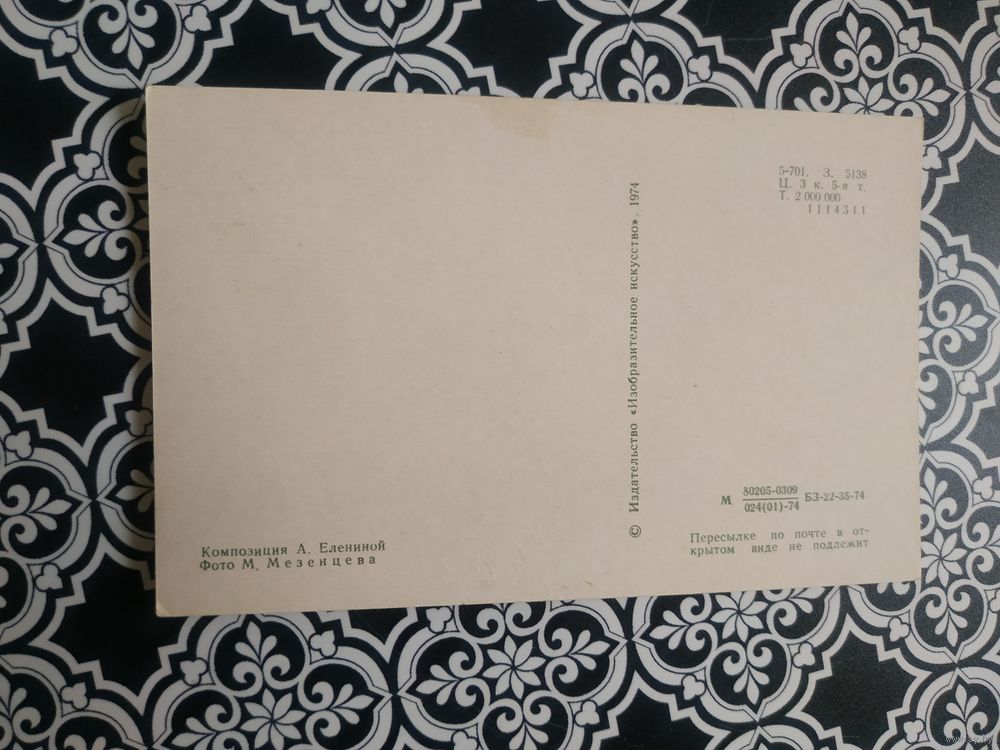 Композиция А. Елениной
Фото М. Мезенцева
© Издательство «Изобразительное искусство». 1974
5-701. З. 5138
Ц. 3 к. 5-я т.
Т. 2 000 000
1114311
М 80205-0309 БЗ-22-35-74
024(01)-74
Пересылке по почте в от-
крытом виде не подлежит